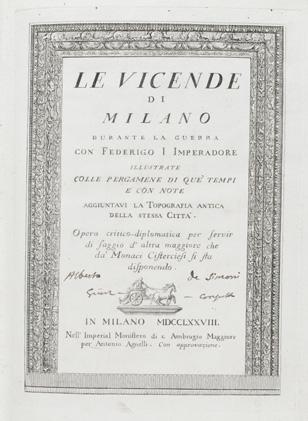 LE VICENDE
DI
MILANO
DURANTE LA GUERRA
CON FEDERIGO I IMPERADORE
ILLUSTRATE
COLLE PERGAMENE DI QUE' TEMPI
E CON NOTE
AGGIUNTAVI LA TOPOGRAFIA ANTICA
DELLA STESSA CITTÀ.
Opera critico-diplomatica per servir
di saggio d'altra maggiore che
da' Monaci Cisterciesi si sta
disponendo.
Alberto de
IN MILANO MDCCLXXVIII.
Nell' Imperial Monistero di s. Ambrogio Maggiore
per Antonio Agnelli. Con approvazione.